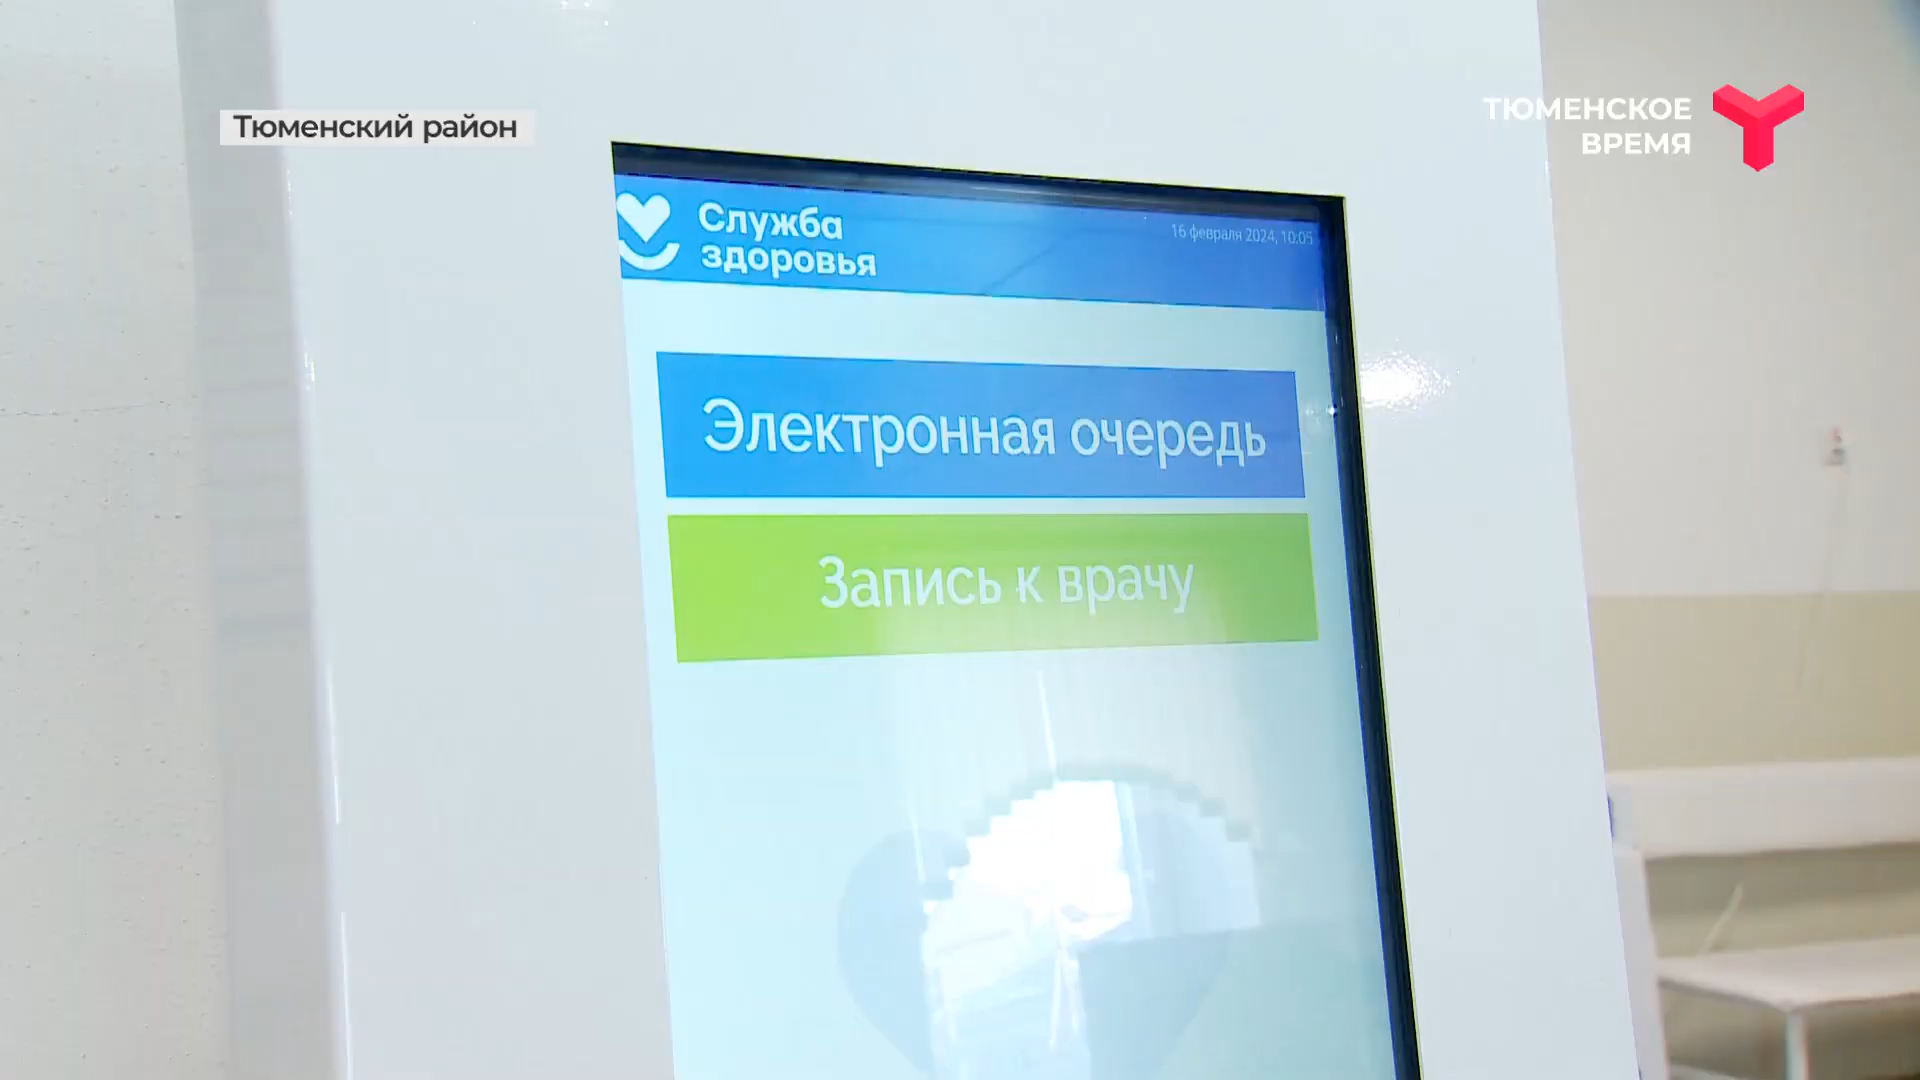 Тюменский район
ТЮМЕНСКОЕ
ВРЕМЯ
Служба
здоровья
16 февраля 2024, 10:05
Электронная очередь
Запись к врачу